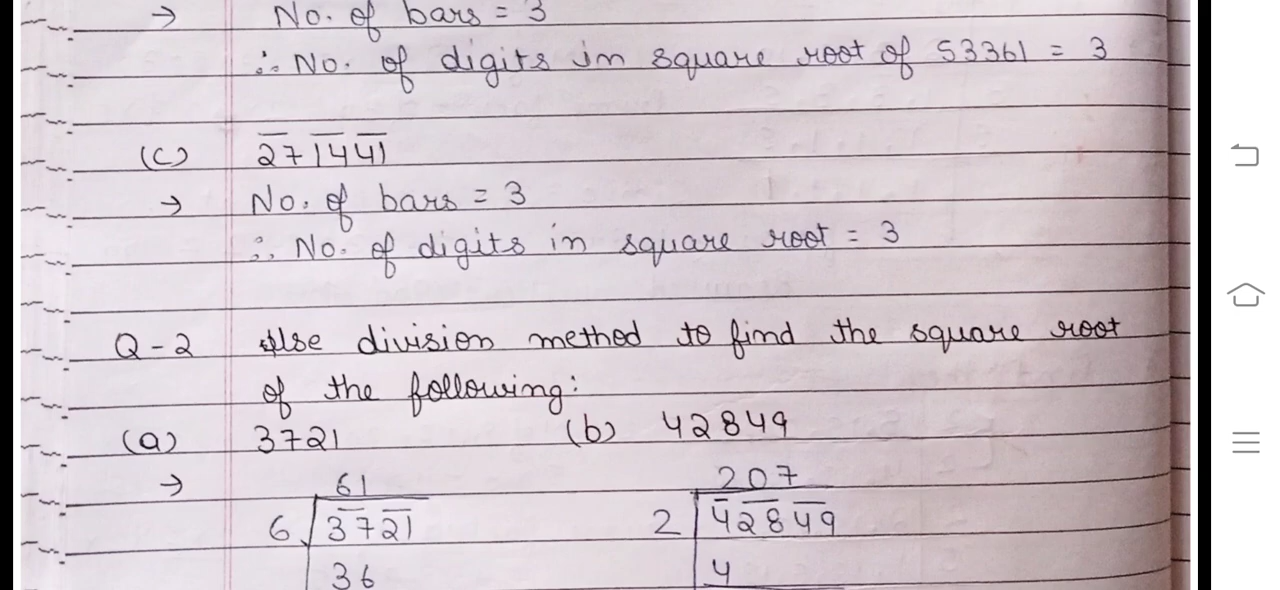 → No. of bars = 3
∴ No. of digits in square root of 53361 = 3
(c) 271441
→ No. of bars = 3
∴ No. of digits in square root = 3
Q-2 Use division method to find the square root
of the following:
(a) 3721 (b) 42849
→ 61 207
6 3721 2 42849
36 4